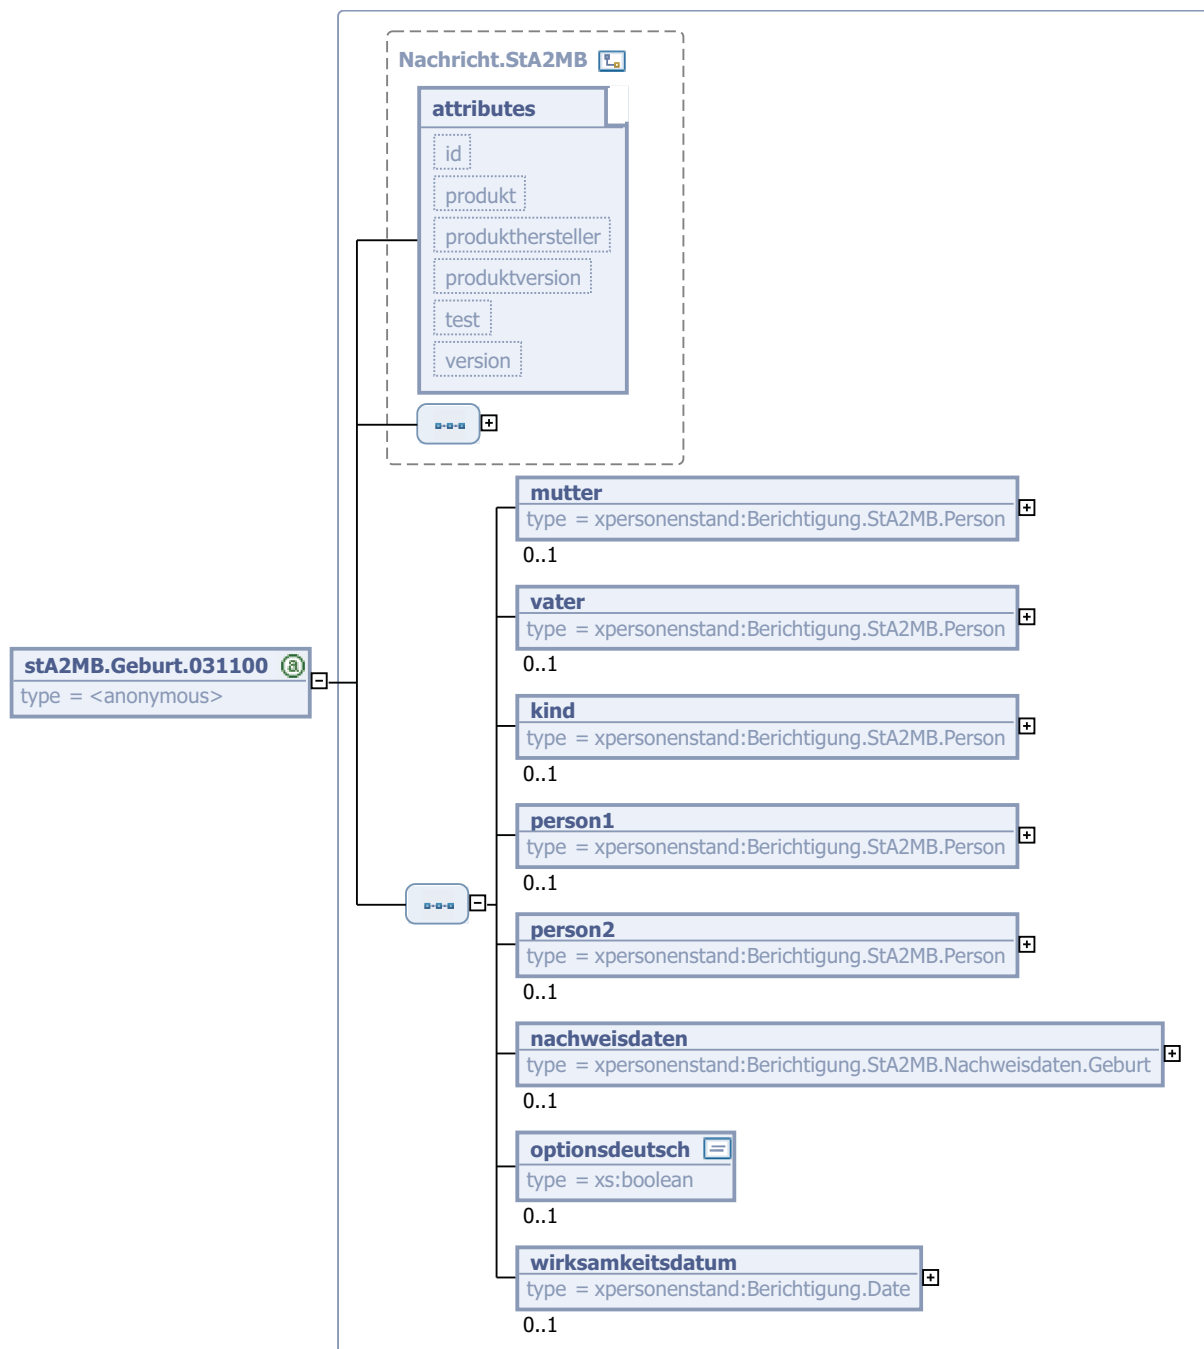 Nachricht.StA2MB
attributes
id
produkt
produkthersteller
produktversion
test
version
stA2MB.Geburt.031100
type = <anonymous>
mutter
type = xpersonenstand:Berichtigung.StA2MB.Person
0..1
vater
type = xpersonenstand:Berichtigung.StA2MB.Person
0..1
kind
type = xpersonenstand:Berichtigung.StA2MB.Person
0..1
person1
type = xpersonenstand:Berichtigung.StA2MB.Person
0..1
person2
type = xpersonenstand:Berichtigung.StA2MB.Person
0..1
nachweisdaten
type = xpersonenstand:Berichtigung.StA2MB.Nachweisdaten.Geburt
0..1
optionsdeutsch
type = xs:boolean
0..1
wirksamkeitsdatum
type = xpersonenstand:Berichtigung.Date
0..1